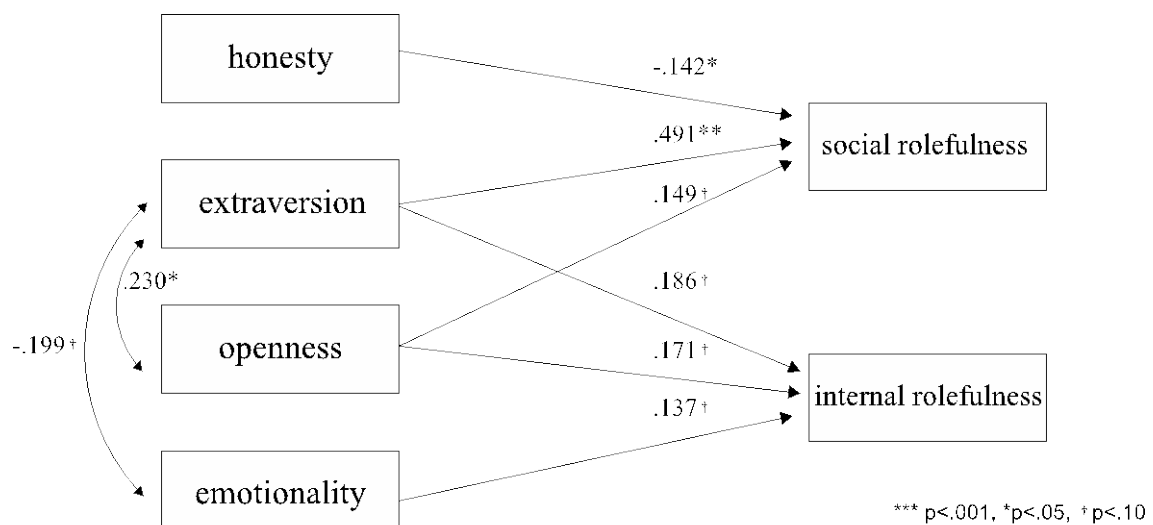 honesty
-.142*
social rolefulness
.491**
extraversion
.149†
.230*
.186†
openness
-.199†
.171†
internal rolefulness
.137†
emotionality
*** p<.001, *p<.05, † p<.10